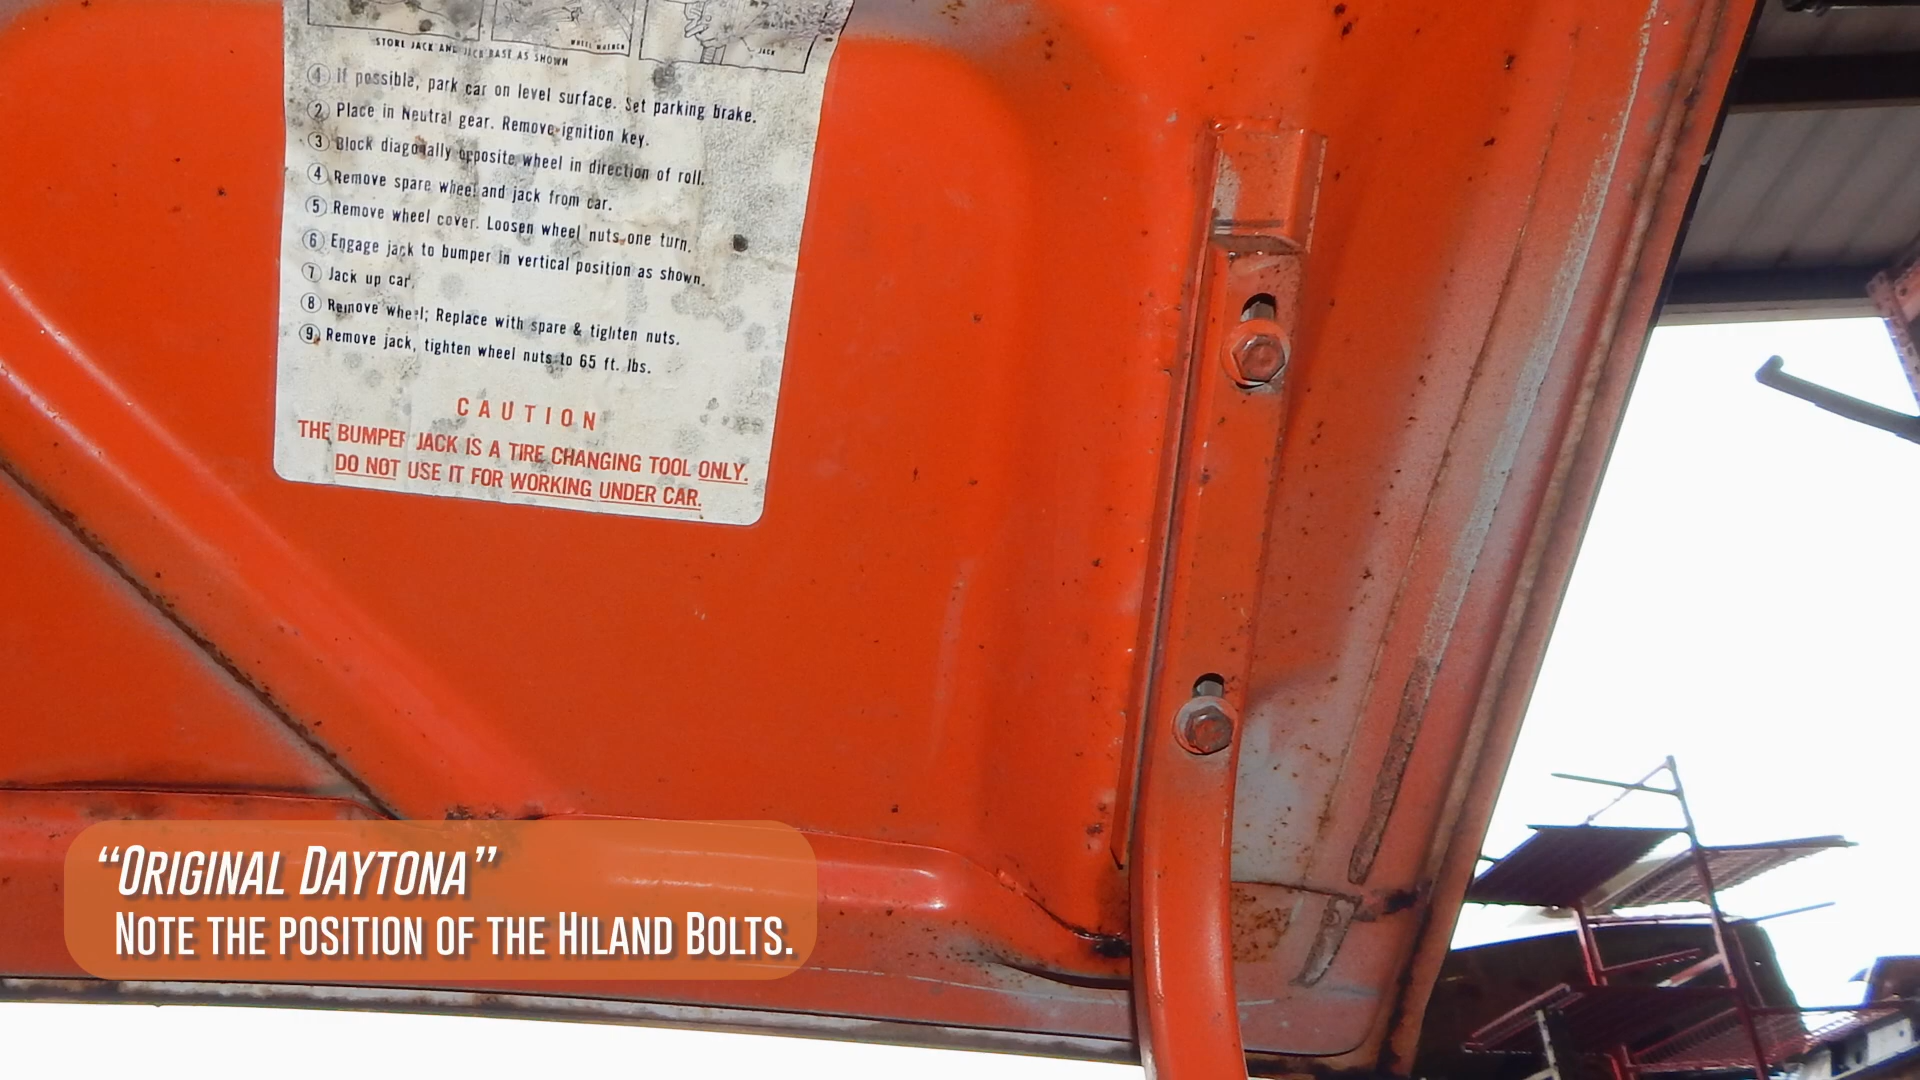 STORE JACK AND JACK BASE AS SHOWN
WHEEL WRENCH
JACK
① If possible, park car on level surface. Set parking brake.
② Place in Neutral gear. Remove ignition key.
③ Block diagonally opposite wheel in direction of roll.
④ Remove spare wheel and jack from car.
⑤ Remove wheel cover. Loosen wheel nuts one turn.
⑥ Engage jack to bumper in vertical position as shown.
⑦ Jack up car.
⑧ Remove wheel; Replace with spare & tighten nuts.
⑨ Remove jack, tighten wheel nuts to 65 ft. lbs.
CAUTION
THE BUMPER JACK IS A TIRE CHANGING TOOL ONLY.
DO NOT USE IT FOR WORKING UNDER CAR.
“ORIGINAL DAYTONA”
NOTE THE POSITION OF THE HILAND BOLTS.